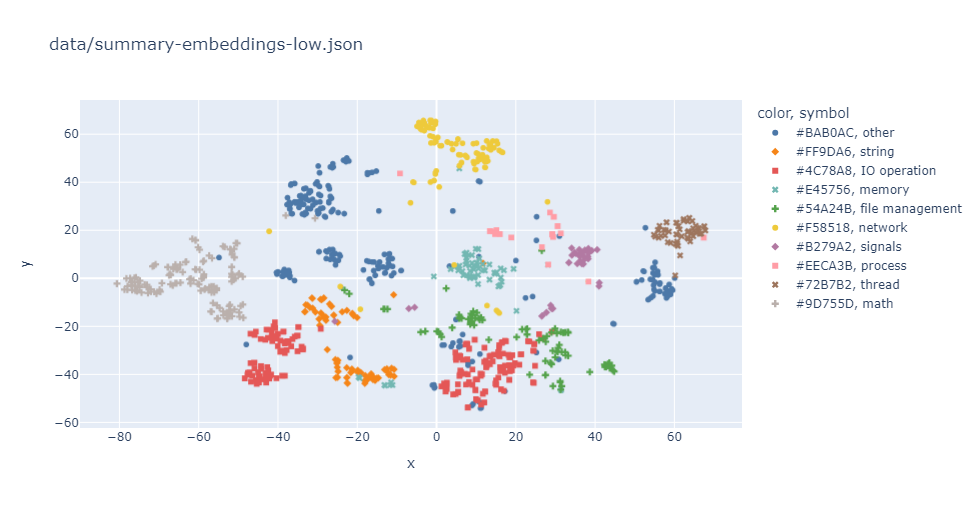 data/summary-embeddings-low.json
color, symbol
#BAB0AC, other
#FF9DA6, string
#4C78A8, IO operation
#E45756, memory
#54A24B, file management
#F58518, network
#B279A2, signals
#EECA3B, process
#72B7B2, thread
#9D755D, math
60
40
20
0
−20
−40
−60
y
−80 −60 −40 −20 0 20 40 60
x